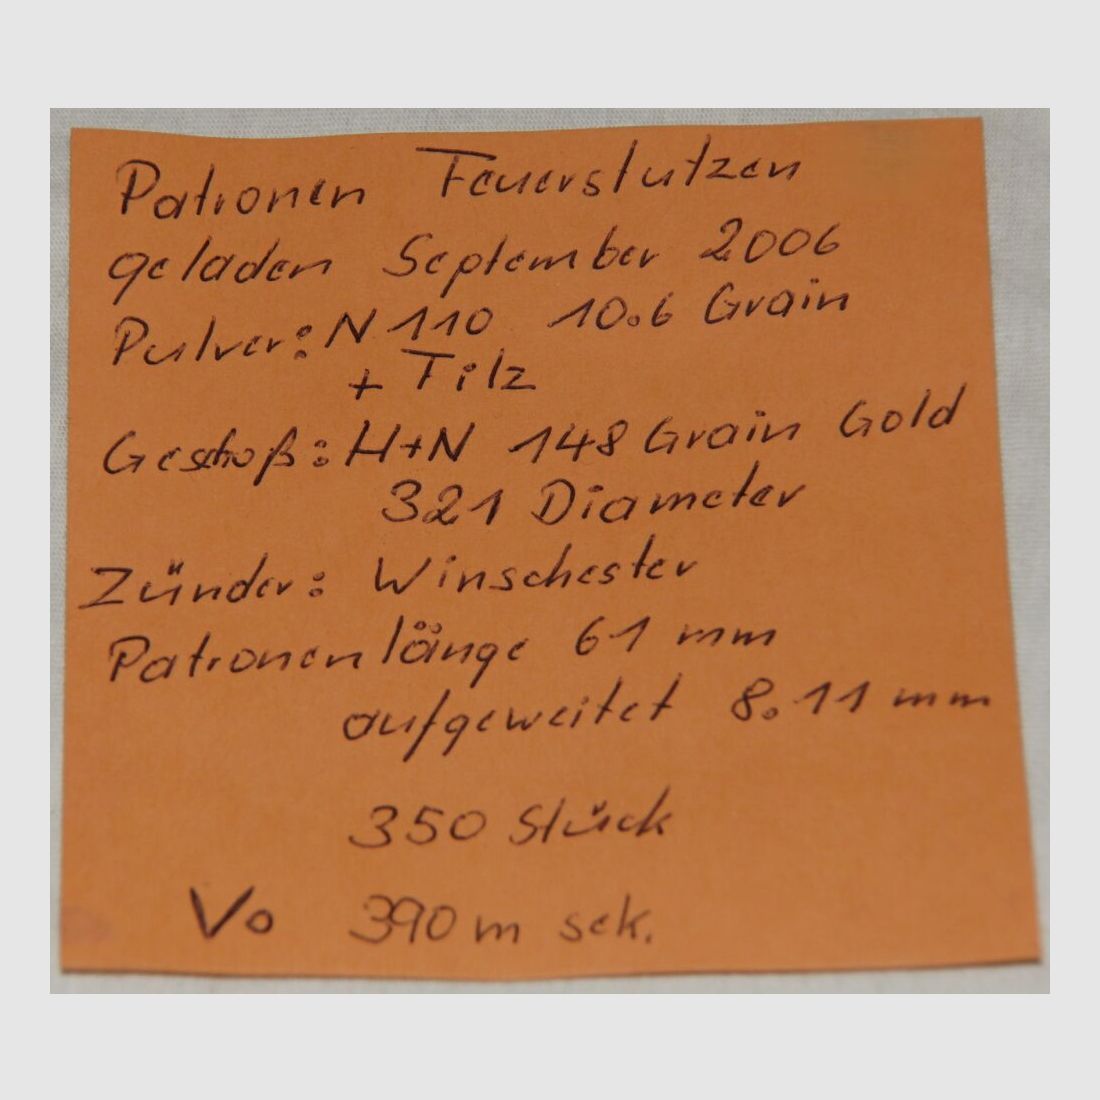 Patronen Feuerstutzen
geladen September 2006
Pulver: N 110 10.6 Grain
+ Filz
Geschoß: H+N 148 Grain Gold
321 Diameter
Zünder: Winschester
Patronenlänge 61 mm
aufgeweitet 8.11 mm
350 Stück
Vo 390 m sek.